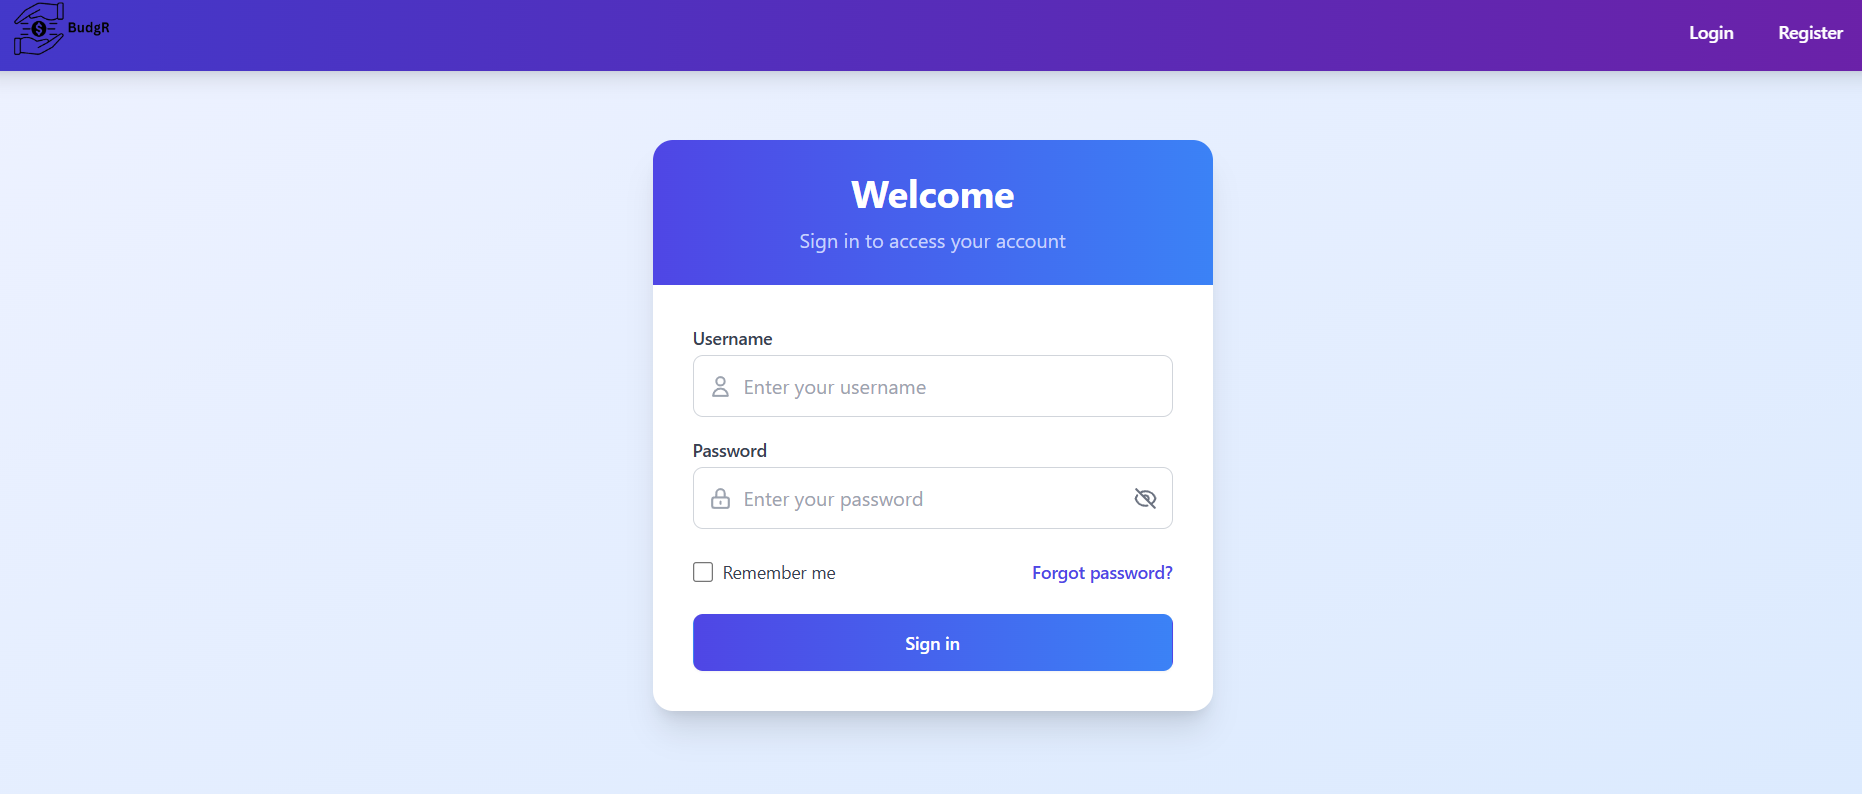 $
BudgR
Login
Register
Welcome
Sign in to access your account
Username
Enter your username
Password
Enter your password
Remember me
Forgot password?
Sign in